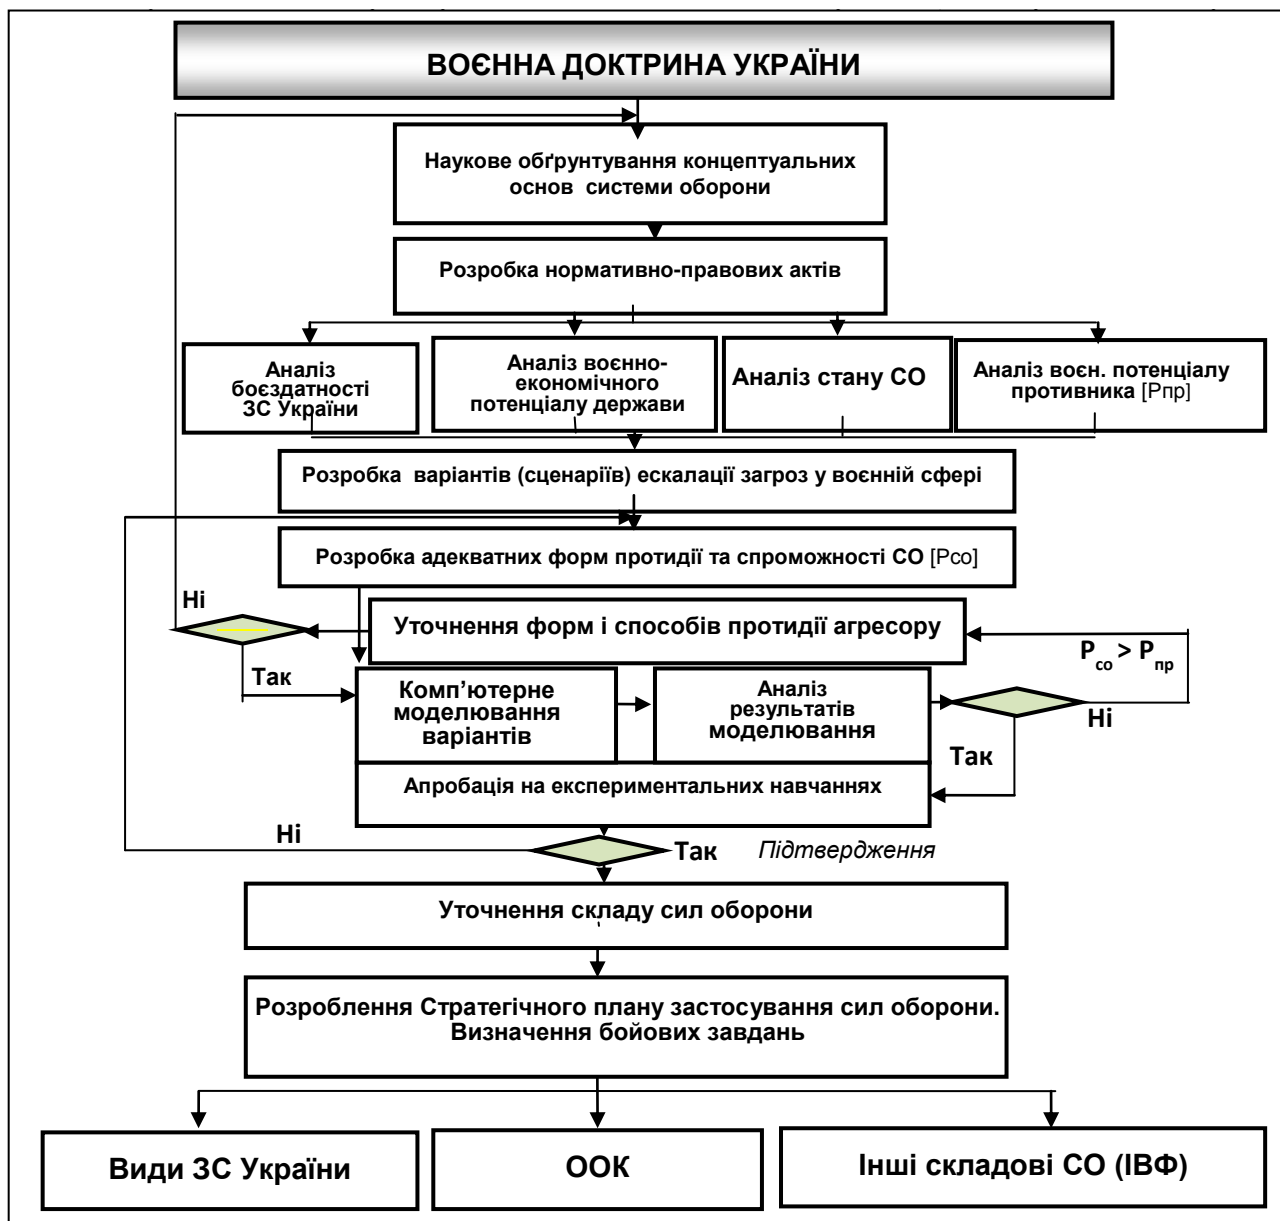 ВОЄННА ДОКТРИНА УКРАЇНИ
Наукове обґрунтування концептуальних
основ системи оборони
Розробка нормативно-правових актів
Аналіз
боєздатності
ЗС України
Аналіз воєнно-
економічного
потенціалу держави
Аналіз стану СО
Аналіз воєн. потенціалу
противника [Рпр]
Розробка варіантів (сценаріїв) ескалації загроз у воєнній сфері
Розробка адекватних форм протидії та спроможності СО [Рсо]
Ні
Уточнення форм і способів протидії агресору
Рсо > Рпр
Так
Комп’ютерне
моделювання
варіантів
Аналіз
результатів
моделювання
Ні
Так
Апробація на експериментальних навчаннях
Ні
Так
Підтвердження
Уточнення складу сил оборони
Розроблення Стратегічного плану застосування сил оборони.
Визначення бойових завдань
Види ЗС України
ООК
Інші складові СО (ІВФ)